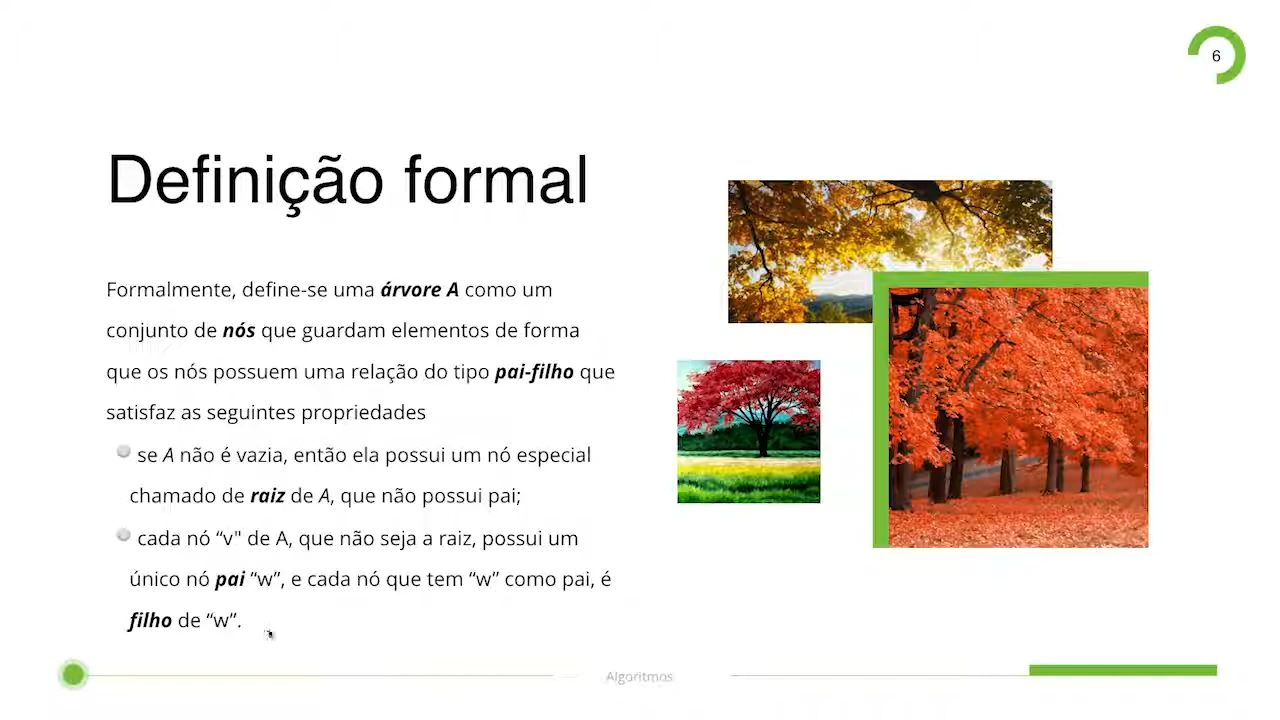 6
Definição formal
Formalmente, define-se uma árvore A como um
conjunto de nós que guardam elementos de forma
que os nós possuem uma relação do tipo pai-filho que
satisfaz as seguintes propriedades
se A não é vazia, então ela possui um nó especial
chamado de raiz de A, que não possui pai;
cada nó “v" de A, que não seja a raiz, possui um
único nó pai “w”, e cada nó que tem “w” como pai, é
filho de “w”.
Algoritmos